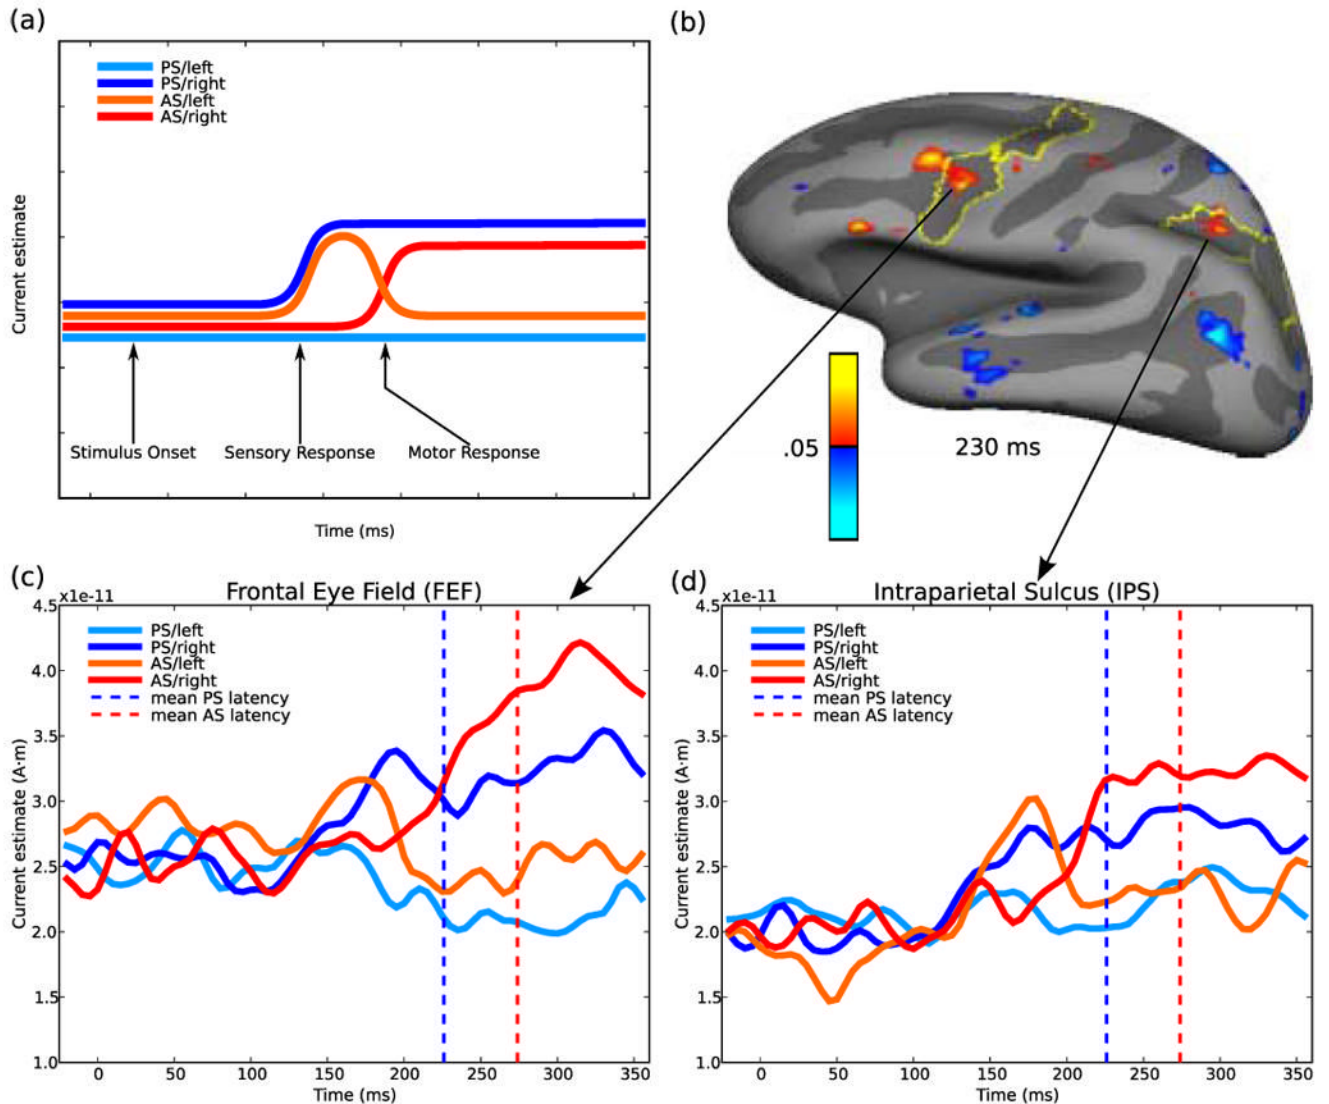 (a)
PS/left
PS/right
AS/left
AS/right
Current estimate
Stimulus Onset
Sensory Response
Motor Response
Time (ms)
(b)
.05
230 ms
(c)
×1e-11
Frontal Eye Field (FEF)
4.5
4.0
3.5
3.0
2.5
2.0
1.5
1.0
Current estimate (A·m)
PS/left
PS/right
AS/left
AS/right
mean PS latency
mean AS latency
0 50 100 150 200 250 300 350
Time (ms)
(d)
×1e-11
Intraparietal Sulcus (IPS)
4.5
4.0
3.5
3.0
2.5
2.0
1.5
1.0
Current estimate (A·m)
PS/left
PS/right
AS/left
AS/right
mean PS latency
mean AS latency
0 50 100 150 200 250 300 350
Time (ms)